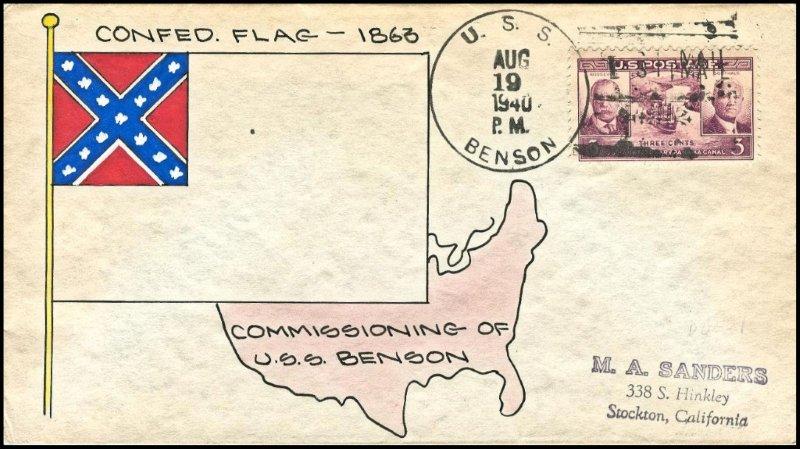 CONFED. FLAG – 1863
U. S. S.
AUG
19
1940
P. M.
BENSON
U.S. POSTAGE
THREE CENTS
3
CANAL
COMMISSIONING OF
U.S.S. BENSON
M. A. SANDERS
338 S. Hinkley
Stockton, California